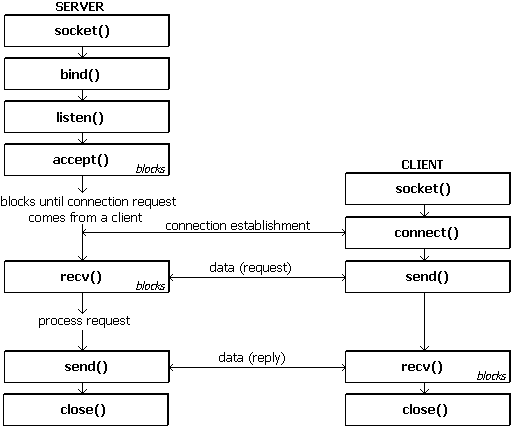 SERVER
socket()
bind()
listen()
accept()
blocks
blocks until connection request
comes from a client
CLIENT
socket()
connection establishment
connect()
recv()
blocks
data (request)
send()
process request
send()
data (reply)
recv()
blocks
close()
close()